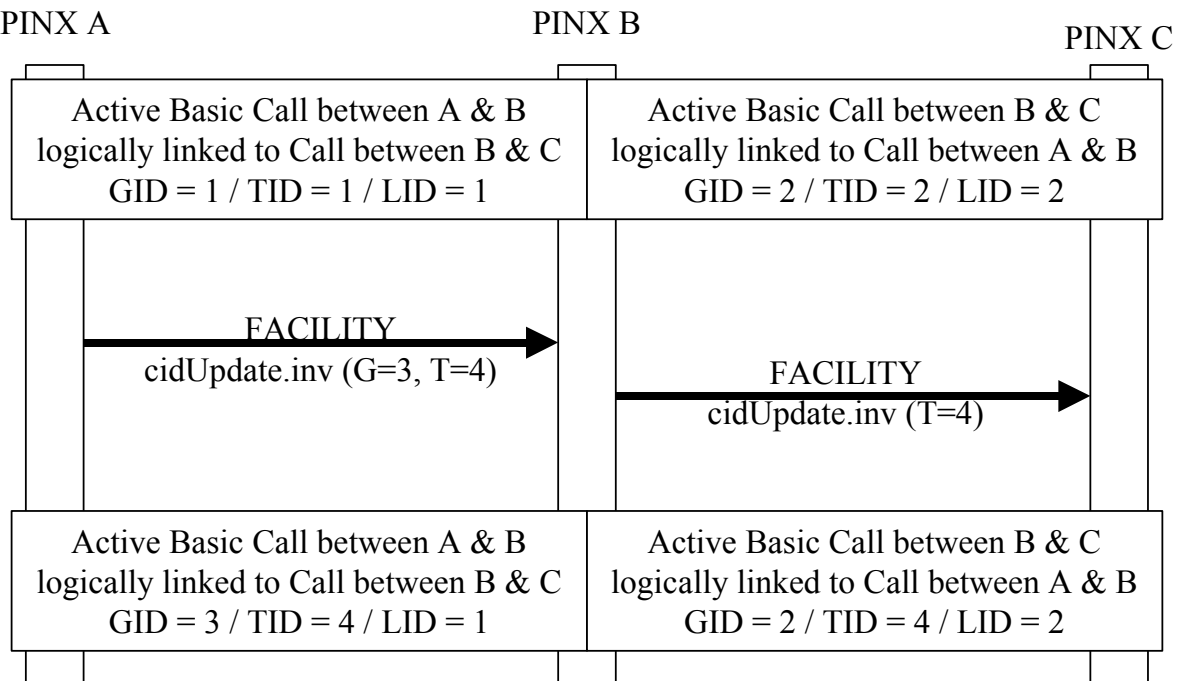 PINX A
PINX B
PINX C
Active Basic Call between A & B
logically linked to Call between B & C
GID = 1 / TID = 1 / LID = 1
Active Basic Call between B & C
logically linked to Call between A & B
GID = 2 / TID = 2 / LID = 2
FACILITY
cidUpdate.inv (G=3, T=4)
FACILITY
cidUpdate.inv (T=4)
Active Basic Call between A & B
logically linked to Call between B & C
GID = 3 / TID = 4 / LID = 1
Active Basic Call between B & C
logically linked to Call between A & B
GID = 2 / TID = 4 / LID = 2